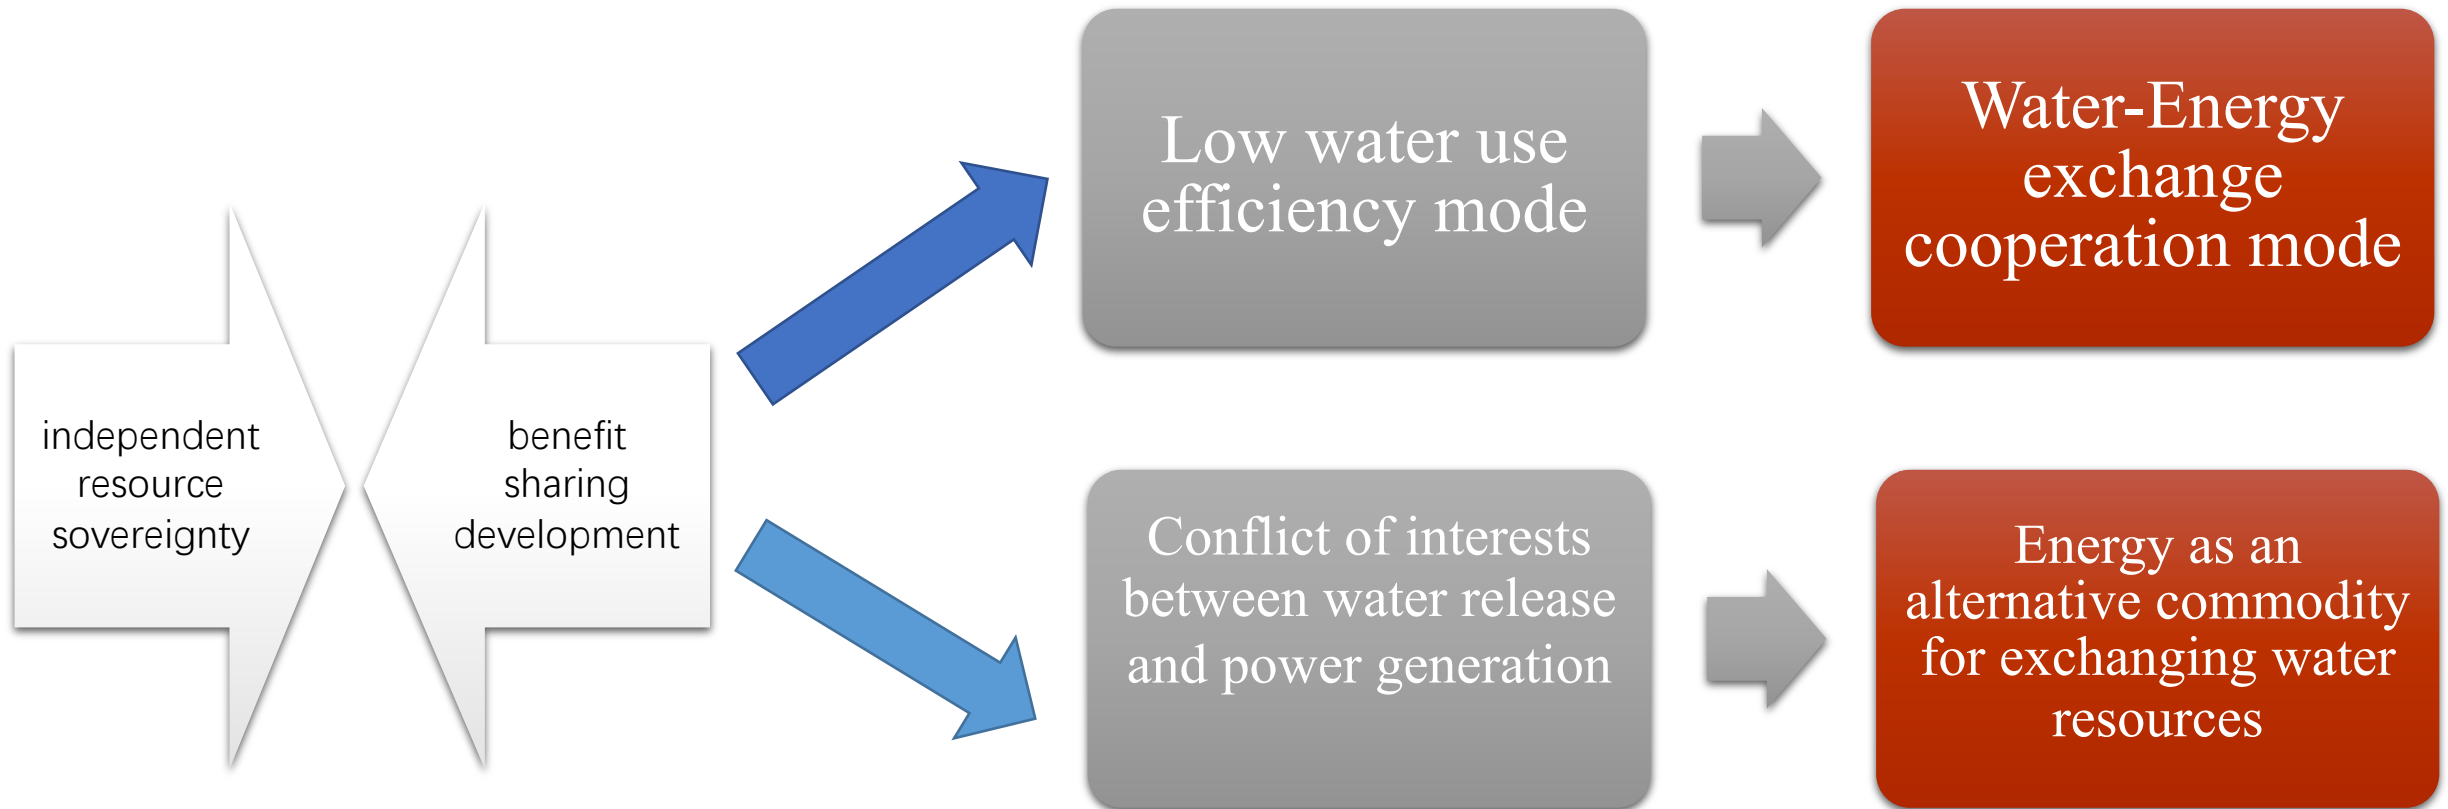 independent
resource
sovereignty
benefit
sharing
development
Low water use
efficiency mode
Water-Energy
exchange
cooperation mode
Conflict of interests
between water release
and power generation
Energy as an
alternative commodity
for exchanging water
resources